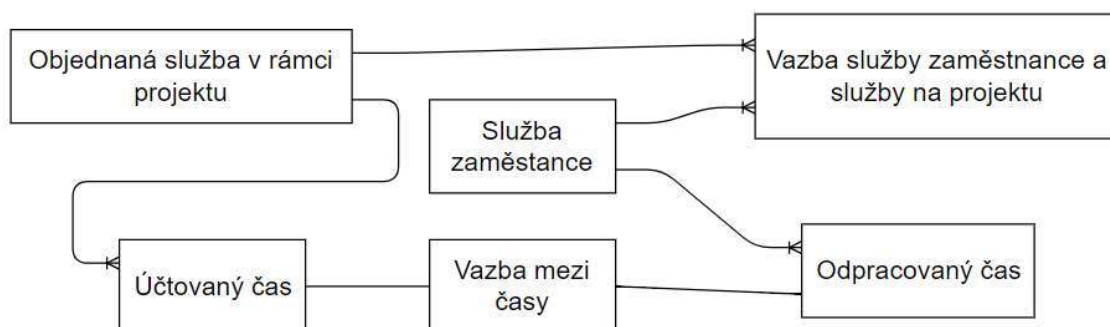 Objednaná služba v rámci
projektu
Vazba služby zaměstnance a
služby na projektu
Služba
zaměstance
Účtovaný čas
Vazba mezi
časy
Odpracovaný čas